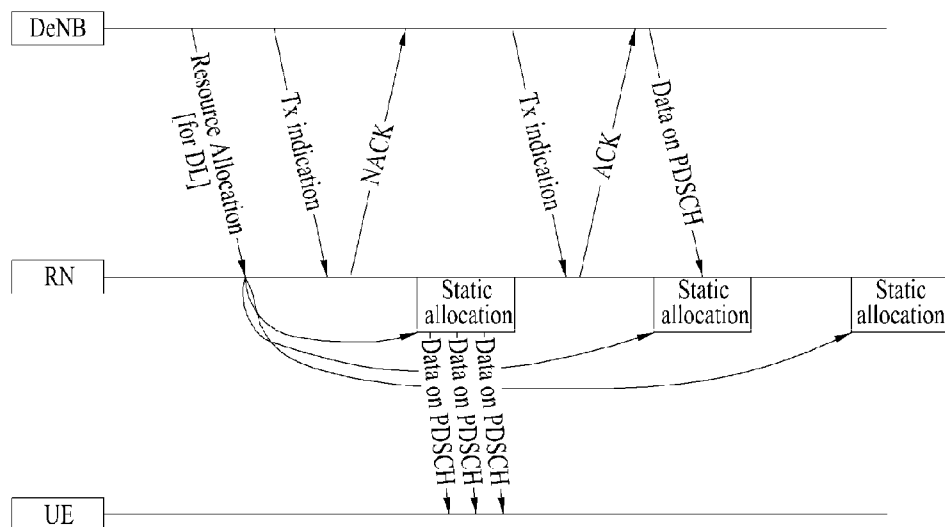 DeNB
Resource Allocation
[for DL]
Tx indication
NACK
Tx indication
ACK
Data on PDSCH
RN
Static
allocation
Static
allocation
Static
allocation
Data on PDSCH
Data on PDSCH
Data on PDSCH
UE